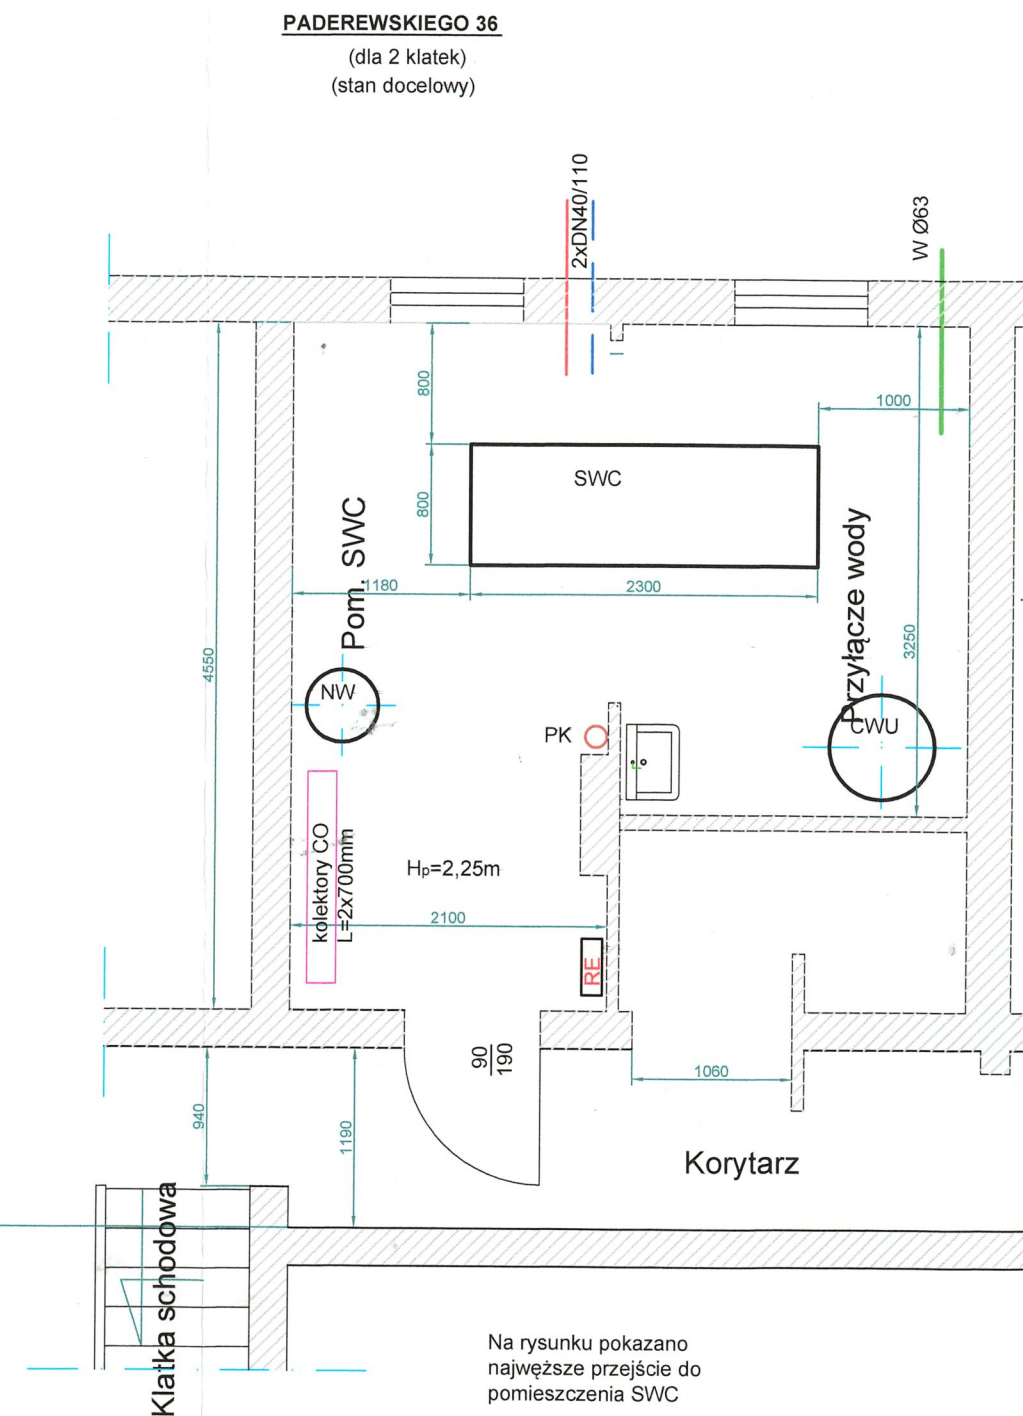 PADEREWSKIEGO 36
(dla 2 klatek)
(stan docelowy)
2xDN40/110
W Ø63
800
1000
SWC
800
Pom. SWC
1180
2300
Przyłącze wody
3250
4550
NW
PK
CWU
kolektory CO
L=2x700mm
Hp=2,25m
2100
RE
90
190
1060
940
1190
Korytarz
Klatka schodowa
Na rysunku pokazano
najwęższe przejście do
pomieszczenia SWC